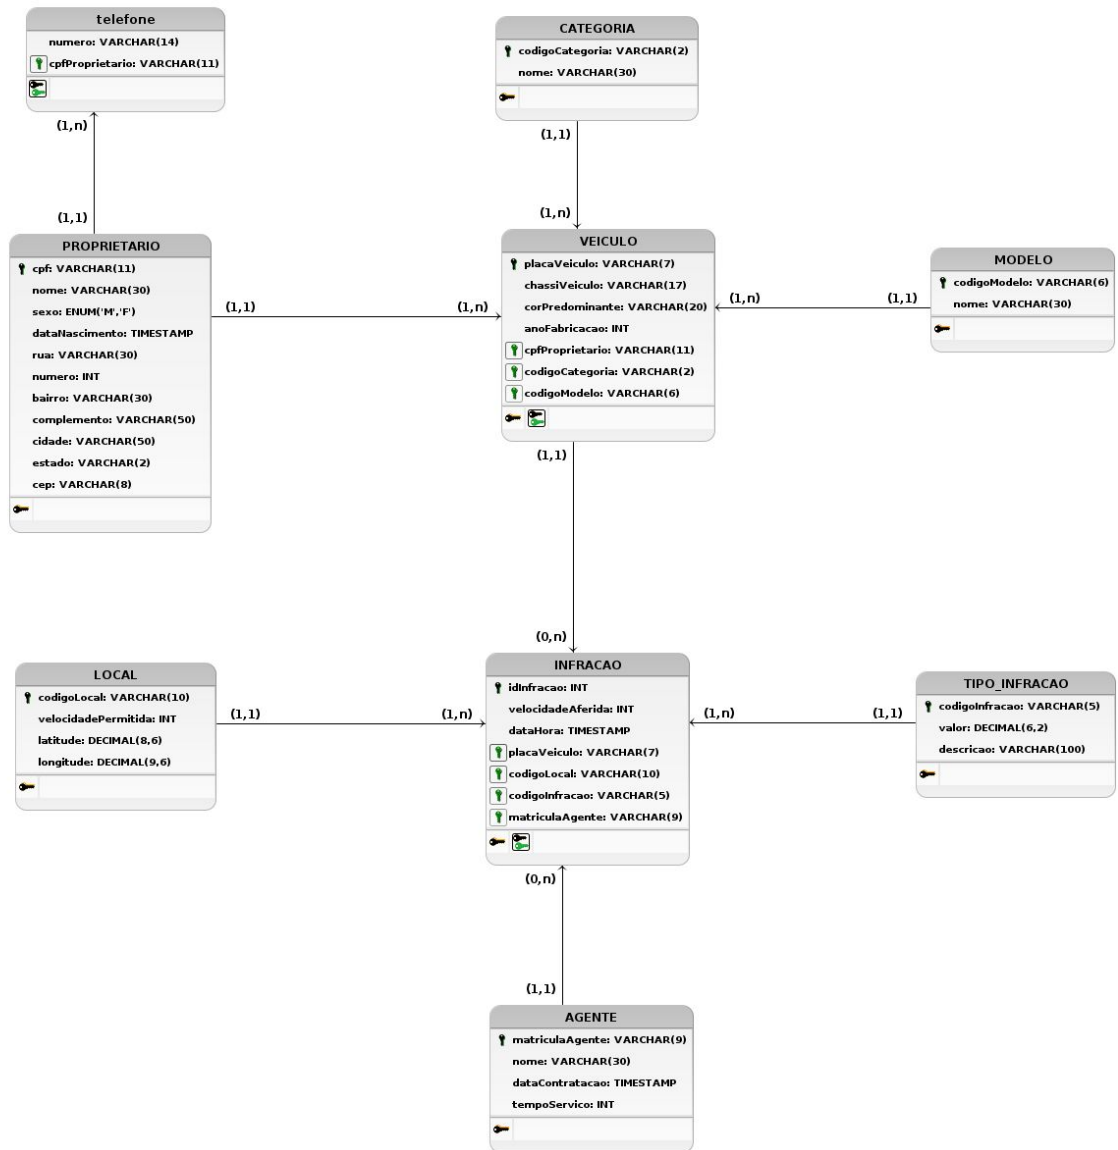 telefone
numero: VARCHAR(14)
cpfProprietario: VARCHAR(11)
CATEGORIA
codigoCategoria: VARCHAR(2)
nome: VARCHAR(30)
(1,n)
(1,1)
(1,1)
(1,n)
PROPRIETARIO
cpf: VARCHAR(11)
nome: VARCHAR(30)
sexo: ENUM('M','F')
dataNascimento: TIMESTAMP
rua: VARCHAR(30)
numero: INT
bairro: VARCHAR(30)
complemento: VARCHAR(50)
cidade: VARCHAR(50)
estado: VARCHAR(2)
cep: VARCHAR(8)
(1,1)
(1,n)
VEICULO
placaVeiculo: VARCHAR(7)
chassiVeiculo: VARCHAR(17)
corPredominante: VARCHAR(20)
anoFabricacao: INT
cpfProprietario: VARCHAR(11)
codigoCategoria: VARCHAR(2)
codigoModelo: VARCHAR(6)
(1,n)
(1,1)
MODELO
codigoModelo: VARCHAR(6)
nome: VARCHAR(30)
(1,1)
(0,n)
LOCAL
codigoLocal: VARCHAR(10)
velocidadePermitida: INT
latitude: DECIMAL(8,6)
longitude: DECIMAL(9,6)
(1,1)
(1,n)
INFRACAO
idInfracao: INT
velocidadeAferida: INT
dataHora: TIMESTAMP
placaVeiculo: VARCHAR(7)
codigoLocal: VARCHAR(10)
codigoInfracao: VARCHAR(5)
matriculaAgente: VARCHAR(9)
(1,n)
(1,1)
TIPO_INFRACAO
codigoInfracao: VARCHAR(5)
valor: DECIMAL(6,2)
descricao: VARCHAR(100)
(0,n)
(1,1)
AGENTE
matriculaAgente: VARCHAR(9)
nome: VARCHAR(30)
dataContratacao: TIMESTAMP
tempoServico: INT